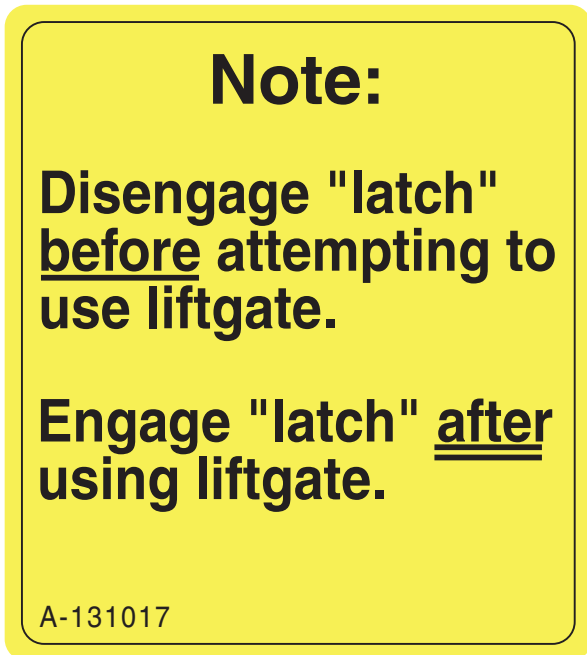 Note:
Disengage "latch"
before attempting to
use liftgate.
Engage "latch" after
using liftgate.
A-131017